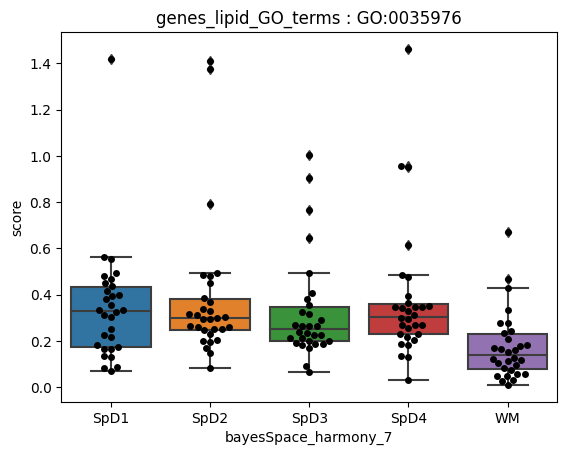 genes_lipid_GO_terms : GO:0035976
score
1.4
1.2
1.0
0.8
0.6
0.4
0.2
0.0
SpD1 SpD2 SpD3 SpD4 WM
bayesSpace_harmony_7